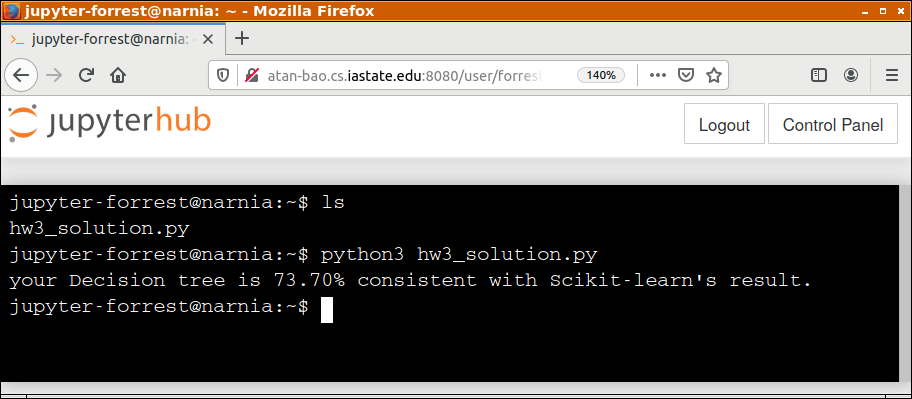 jupyter-forrest@narnia: ~ - Mozilla Firefox
jupyter-forrest@narnia:
atan-bao.cs.iastate.edu:8080/user/forrest 140%
jupyterhub Logout Control Panel
jupyter-forrest@narnia:~$ ls
hw3_solution.py
jupyter-forrest@narnia:~$ python3 hw3_solution.py
your Decision tree is 73.70% consistent with Scikit-learn's result.
jupyter-forrest@narnia:~$